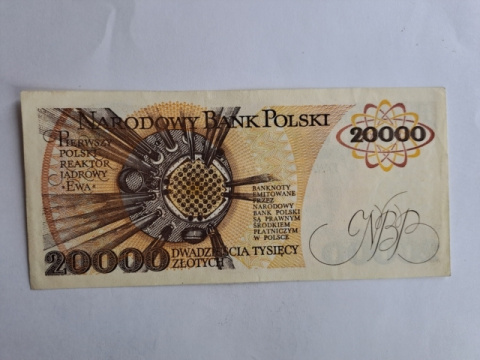 NARODOWY BANK POLSKI
20000
PIERWSZY
POLSKI
REAKTOR
JĄDROWY
"EWA"
BANKNOTY
EMITOWANE
PRZEZ
NARODOWY
BANK POLSKI
SĄ PRAWNYM
ŚRODKIEM
PŁATNICZYM
W POLSCE
NBP
20000
DWADZIEŚCIA TYSIĘCY
ZŁOTYCH